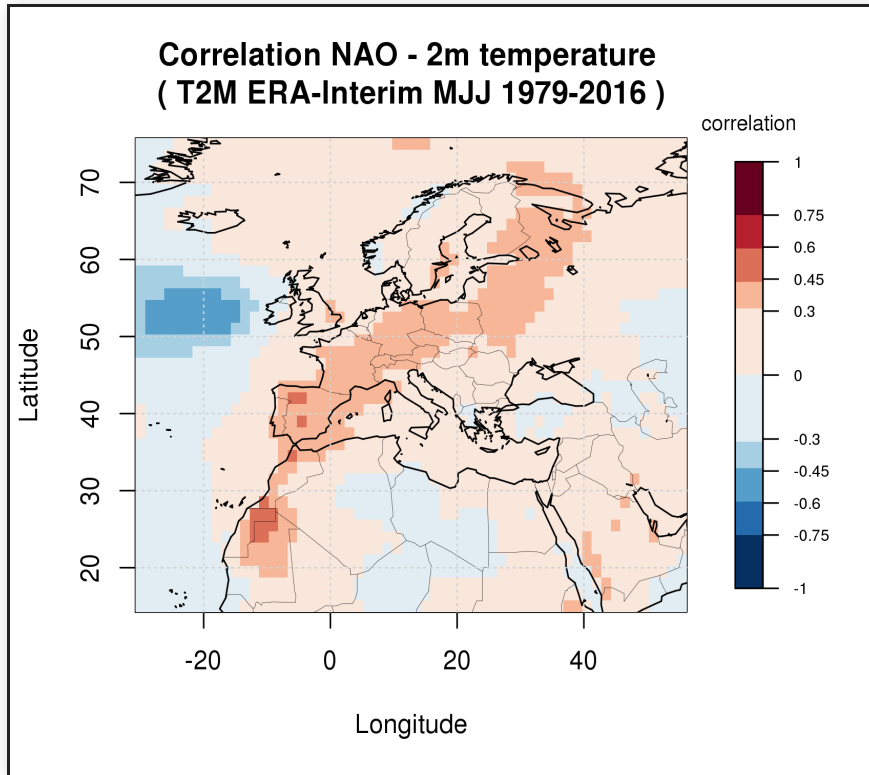 Correlation NAO - 2m temperature
( T2M ERA-Interim MJJ 1979-2016 )
correlation
1
0.75
0.6
0.45
0.3
0
-0.3
-0.45
-0.6
-0.75
-1
70
60
50
40
30
20
Latitude
-20 0 20 40
Longitude